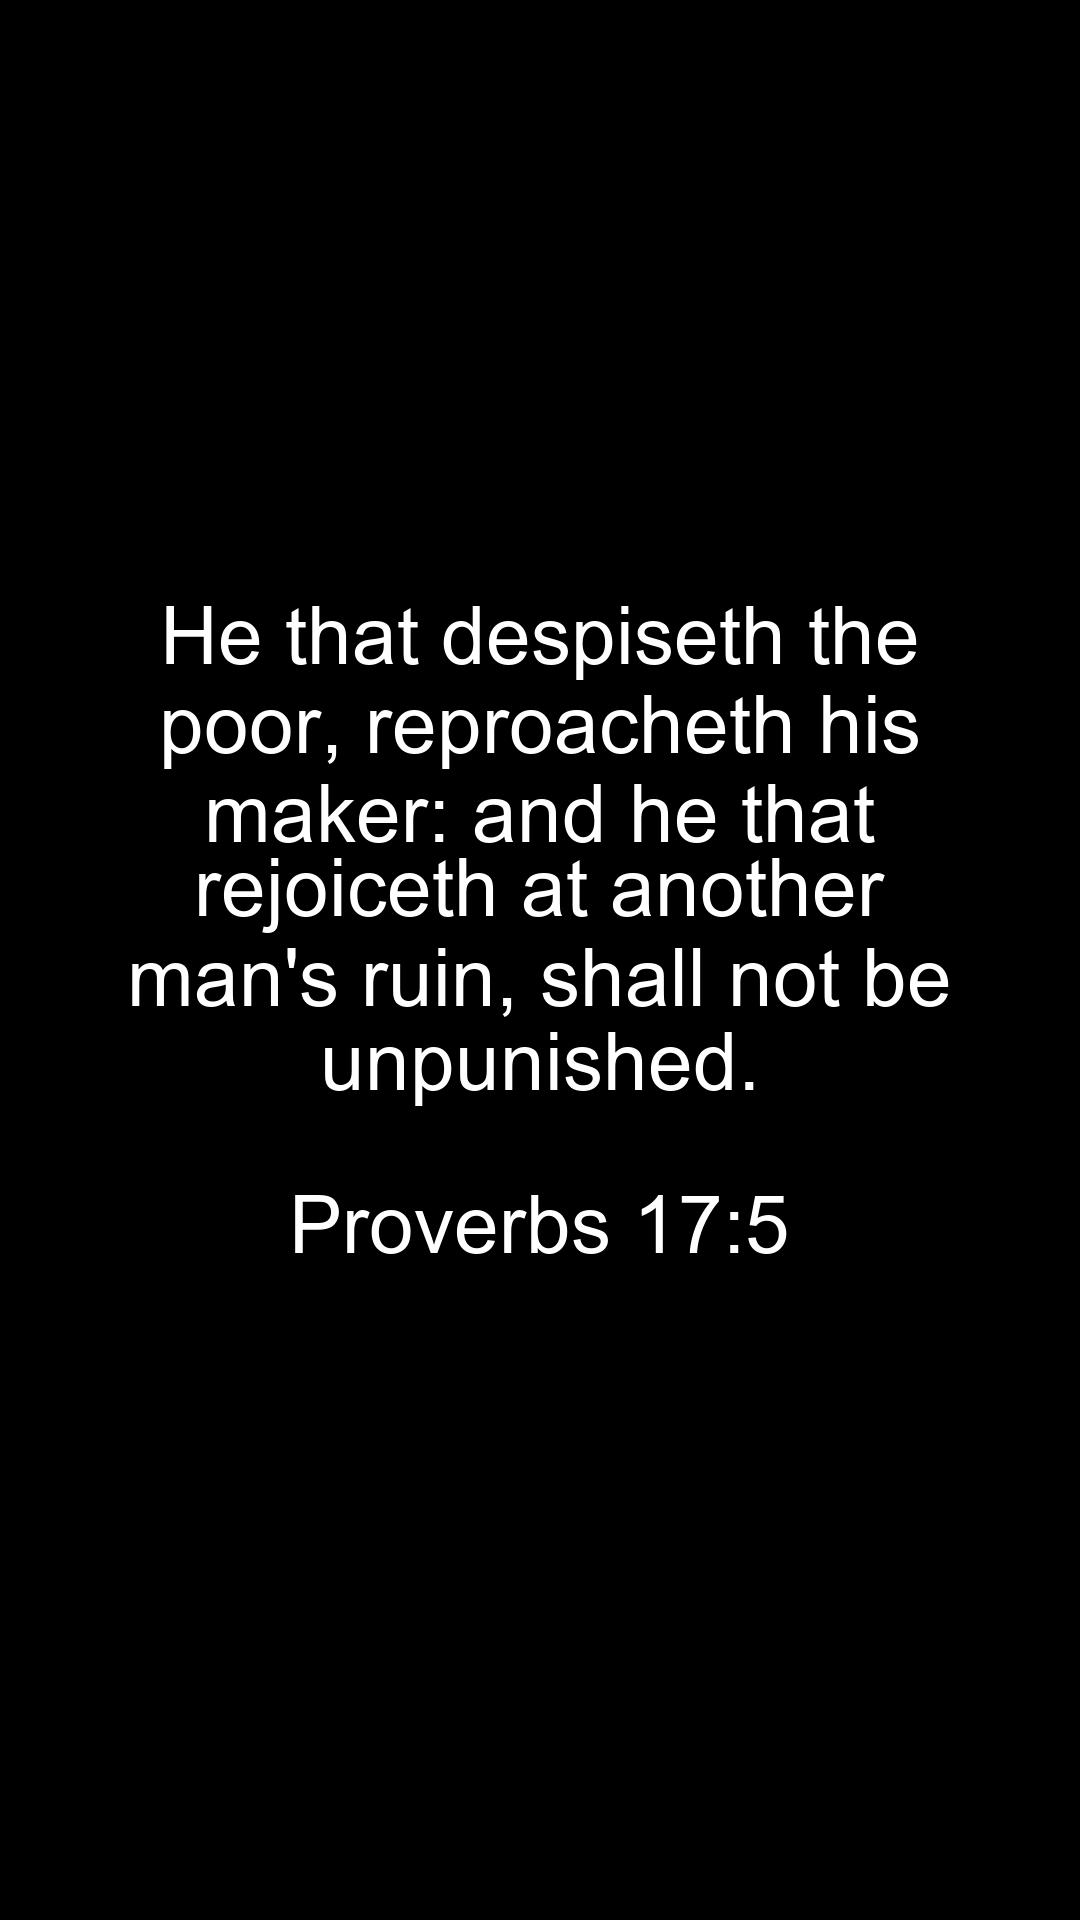 He that despiseth the
poor, reproacheth his
maker: and he that
rejoiceth at another
man's ruin, shall not be
unpunished.
Proverbs 17:5